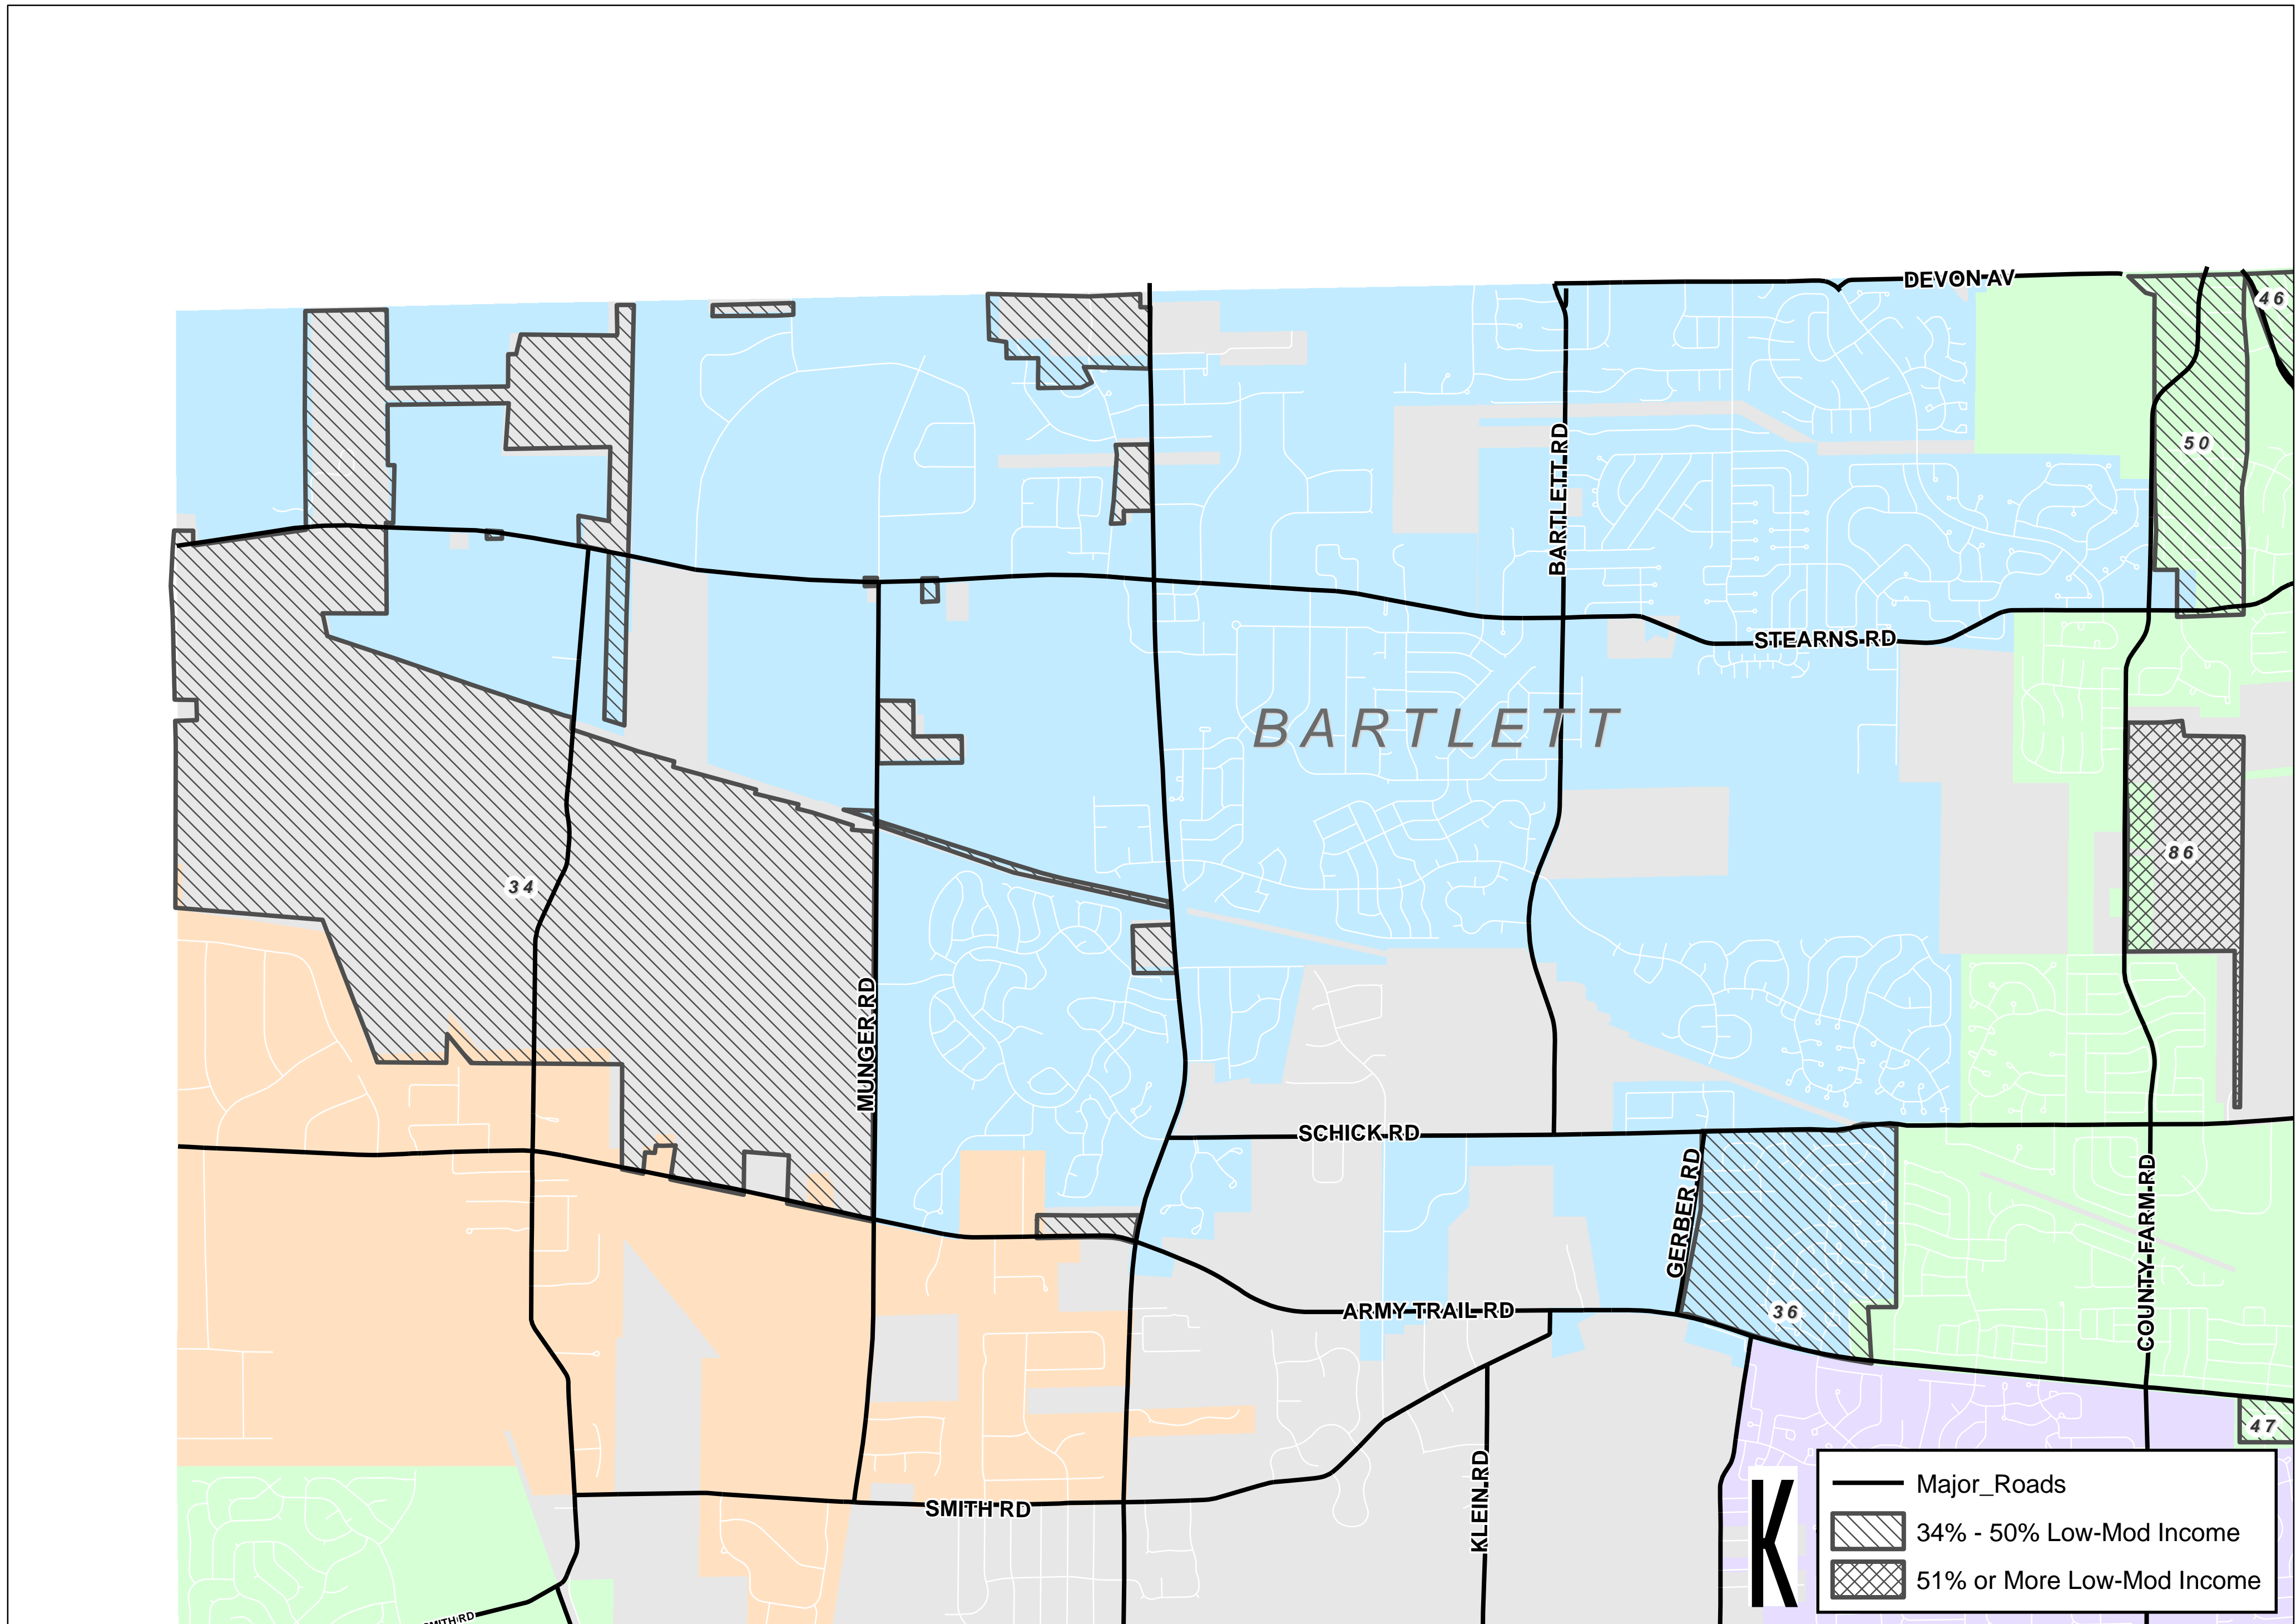 DEVON AV
46
50
BARTLETT RD
STEARNS RD
BARTLETT
86
34
MUNGER RD
SCHICK RD
GERBER RD
COUNTY FARM RD
36
ARMY TRAIL RD
47
KLEIN RD
SMITH RD
K
Major_Roads
34% - 50% Low-Mod Income
51% or More Low-Mod Income
SMITH RD